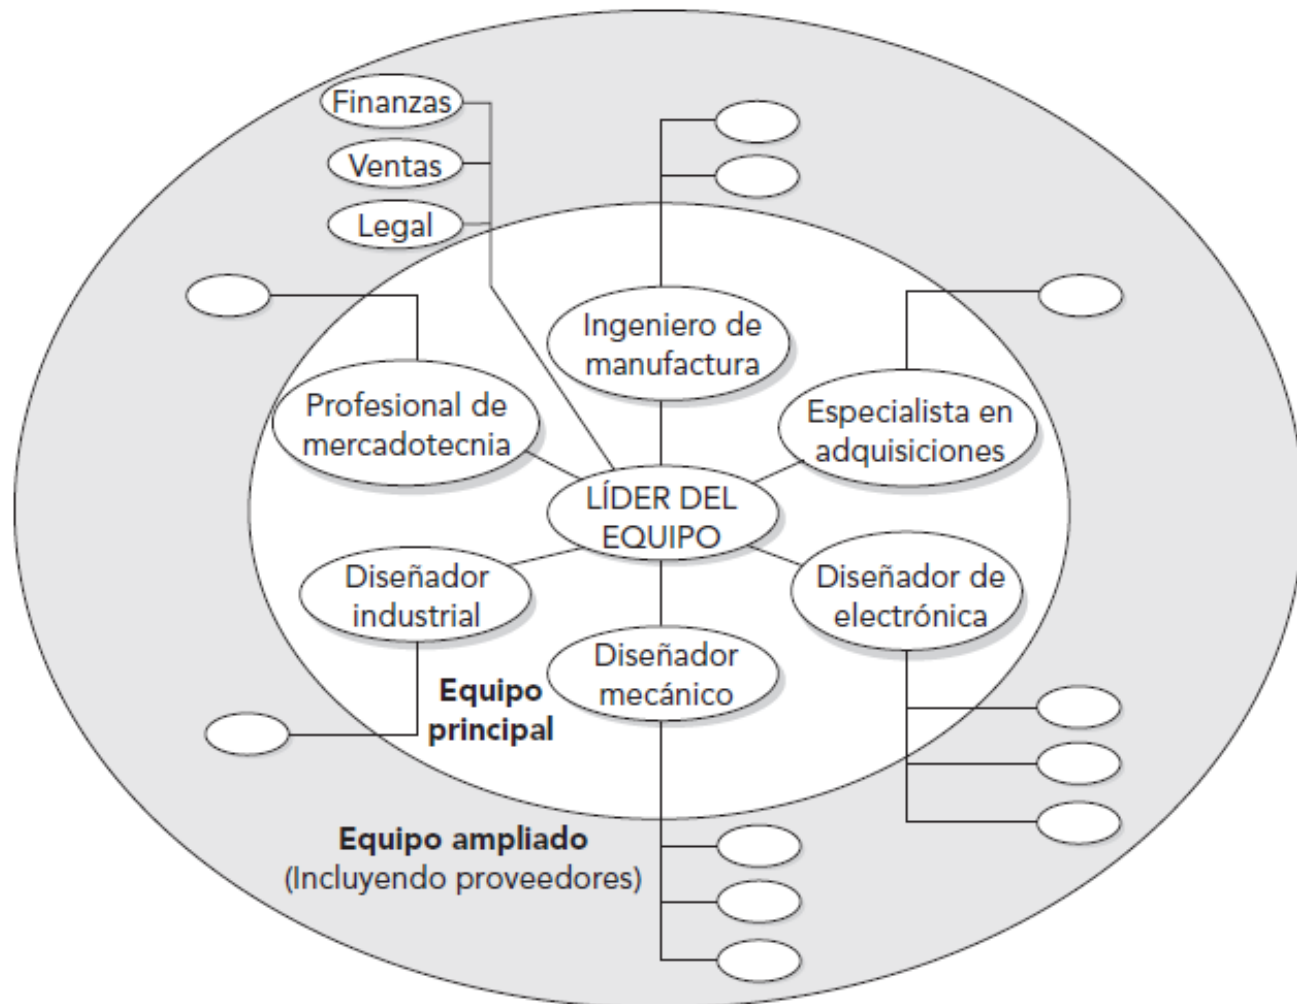 Finanzas
Ventas
Legal
Ingeniero de
manufactura
Profesional de
mercadotecnia
Especialista en
adquisiciones
LÍDER DEL
EQUIPO
Diseñador
industrial
Diseñador de
electrónica
Diseñador
mecánico
Equipo
principal
Equipo ampliado
(Incluyendo proveedores)